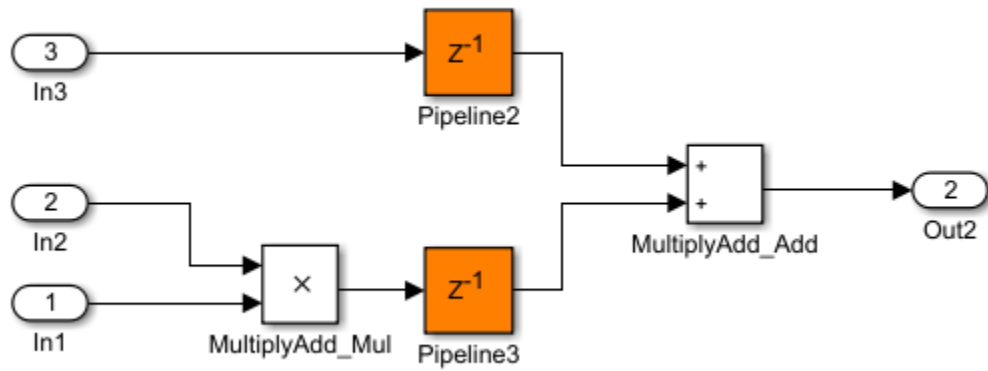 3
In3
Z-1
Pipeline2
2
In2
1
In1
×
MultiplyAdd_Mul
Z-1
Pipeline3
+
+
MultiplyAdd_Add
2
Out2